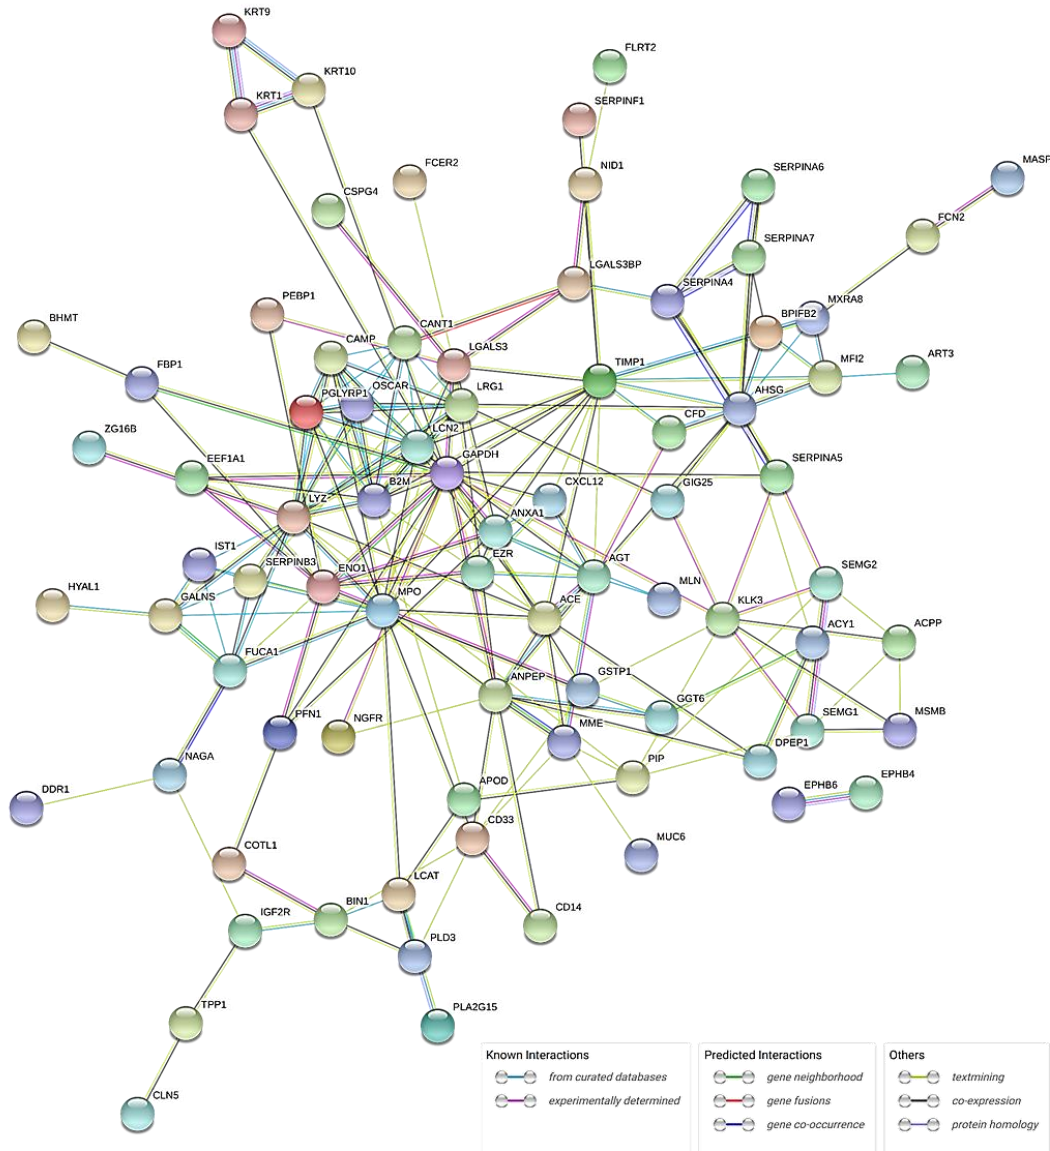 KRT9
FLRT2
KRT10
KRT1
SERPINF1
FCER2
NID1
SERPINA6
MASP
CSPG4
FCN2
SERPINA7
LGALS3BP
SERPINA4
PEBP1
MXRA8
BPIFB2
BHMT
CANT1
CAMP
LGALS3
TIMP1
MFI2
ART3
FBP1
OSCAR
LRG1
PGLYRP1
AHSG
CFD
ZG16B
LCN2
GAPDH
EEF1A1
SERPINA5
B2M
CXCL12
GIG25
LYZ
ANXA1
IST1
EZR
AGT
SERPINB3
ENO1
SEMG2
HYAL1
GALNS
MPO
ACE
MLN
KLK3
ACY1
ACPP
FUCA1
ANPEP
GSTP1
GGT6
PFN1
NGFR
MME
SEMG1
MSMB
NAGA
PIP
DPEP1
DDR1
APOD
EPHB6
EPHB4
CD33
MUC6
COTL1
LCAT
BIN1
CD14
IGF2R
PLD3
TPP1
PLA2G15
CLN5
Known Interactions
from curated databases
experimentally determined
Predicted Interactions
gene neighborhood
gene fusions
gene co-occurrence
Others
textmining
co-expression
protein homology